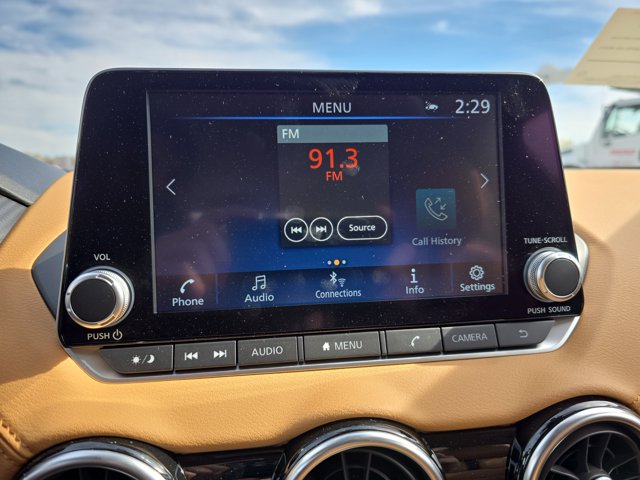 MENU
2:29
FM
91.3
FM
Source
Call History
Phone
Audio
Connections
Info
Settings
VOL
PUSH
TUNE·SCROLL
PUSH SOUND
AUDIO
MENU
CAMERA